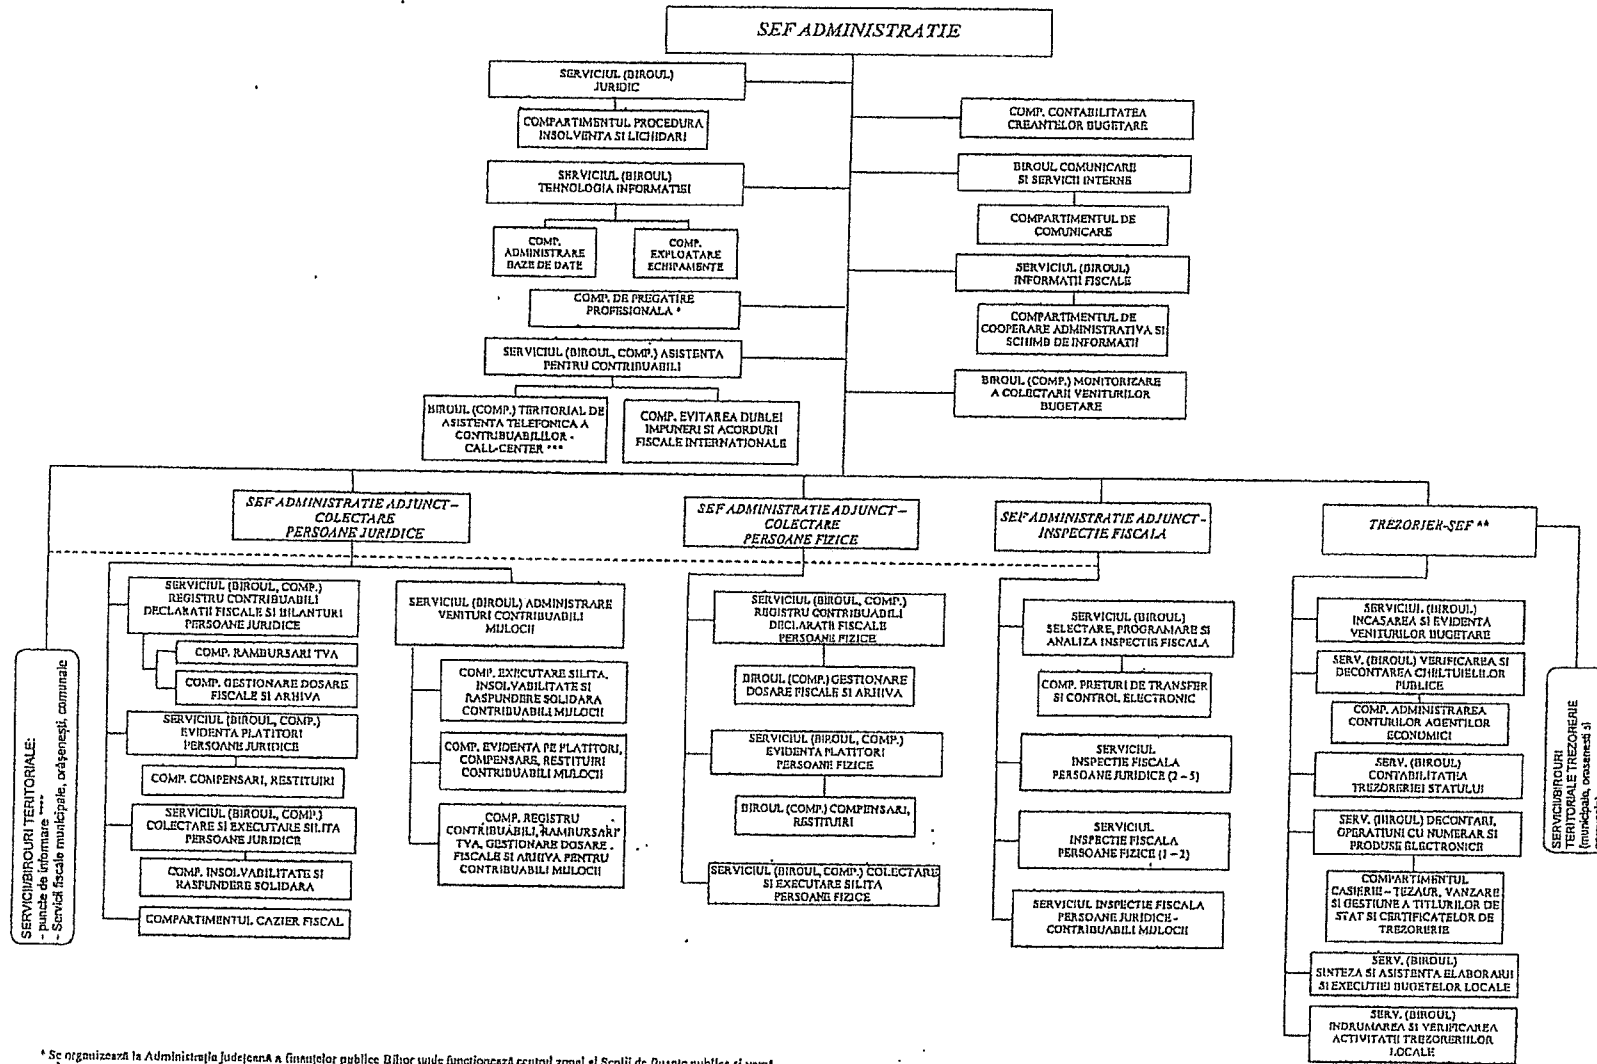 SEF ADMINISTRATIE
SERVICIUL (BIROUL)
JURIDIC
COMPARTIMENTUL PROCEDURA
INSOLVENTA SI LICHIDARI
SERVICIUL (BIROUL)
TEHNOLOGIA INFORMATIEI
COMP.
ADMINISTRARE
BAZE DE DATE
COMP.
EXPLOATARE
ECHIPAMENTE
COMP. DE PREGATIRE
PROFESIONALA *
SERVICIUL (BIROUL, COMP.) ASISTENTA
PENTRU CONTRIBUABILI
BIROUL (COMP.) TERITORIAL DE
ASISTENTA TELEFONICA A
CONTRIBUABILILOR -
CALL-CENTER ***
COMP. EVITAREA DUBLEI
IMPUNERI SI ACORDURI
FISCALE INTERNATIONALE
COMP. CONTABILITATEA
CREANTELOR BUGETARE
BIROUL COMUNICARE
SI SERVICII INTERNE
COMPARTIMENTUL DE
COMUNICARE
SERVICIUL (BIROUL)
INFORMATII FISCALE
COMPARTIMENTUL DE
COOPERARE ADMINISTRATIVA SI
SCHIMB DE INFORMATII
BIROUL (COMP.) MONITORIZARE
A COLECTARII VENITURILOR
BUGETARE
SERVICII/BIROURI TERITORIALE:
- puncte de informare ****
- Servicii fiscale municipale, orăşeneşti, comunale
SEF ADMINISTRATIE ADJUNCT –
COLECTARE
PERSOANE JURIDICE
SERVICIUL (BIROUL, COMP.)
REGISTRU CONTRIBUABILI
DECLARATII FISCALE SI BILANTURI
PERSOANE JURIDICE
COMP. RAMBURSARI TVA
COMP. GESTIONARE DOSARE
FISCALE SI ARHIVA
SERVICIUL (BIROUL, COMP.)
EVIDENTA PLATITORI
PERSOANE JURIDICE
COMP. COMPENSARI, RESTITUIRI
SERVICIUL (BIROUL, COMP.)
COLECTARE SI EXECUTARE SILITA
PERSOANE JURIDICE
COMP. INSOLVABILITATE SI
RASPUNDERE SOLIDARA
COMPARTIMENTUL CAZIER FISCAL
SERVICIUL (BIROUL) ADMINISTRARE
VENITURI CONTRIBUABILI
MIJLOCII
COMP. EXECUTARE SILITA,
INSOLVABILITATE SI
RASPUNDERE SOLIDARA
CONTRIBUABILI MIJLOCII
COMP. EVIDENTA PE PLATITORI,
COMPENSARE, RESTITUIRI
CONTRIBUABILI MIJLOCII
COMP. REGISTRU
CONTRIBUABILI, RAMBURSARI
TVA, GESTIONARE DOSARE
FISCALE SI ARHIVA PENTRU
CONTRIBUABILI MIJLOCII
SEF ADMINISTRATIE ADJUNCT –
COLECTARE
PERSOANE FIZICE
SERVICIUL (BIROUL, COMP.)
REGISTRU CONTRIBUABILI
DECLARATII FISCALE
PERSOANE FIZICE
BIROUL (COMP.) GESTIONARE
DOSARE FISCALE SI ARHIVA
SERVICIUL (BIROUL, COMP.)
EVIDENTA PLATITORI
PERSOANE FIZICE
BIROUL (COMP.) COMPENSARI,
RESTITUIRI
SERVICIUL (BIROUL, COMP.) COLECTARE
SI EXECUTARE SILITA
PERSOANE FIZICE
SEF ADMINISTRATIE ADJUNCT -
INSPECTIE FISCALA
SERVICIUL (BIROUL)
SELECTARE, PROGRAMARE SI
ANALIZA INSPECTIE FISCALA
COMP. PRETURI DE TRANSFER
SI CONTROL ELECTRONIC
SERVICIUL
INSPECTIE FISCALA
PERSOANE JURIDICE (2 – 5)
SERVICIUL
INSPECTIE FISCALA
PERSOANE FIZICE (1 – 2)
SERVICIUL INSPECTIE FISCALA
PERSOANE JURIDICE-
CONTRIBUABILI MIJLOCII
TREZORIER-SEF **
SERVICIUL (BIROUL)
INCASAREA SI EVIDENTA
VENITURILOR BUGETARE
SERV. (BIROU) VERIFICAREA SI
DECONTAREA CHELTUIELILOR
PUBLICE
COMP. ADMINISTRAREA
CONTURILOR AGENTILOR
ECONOMICI
SERV. (BIROUL)
CONTABILITATEA
TREZORERIEI STATULUI
SERV. (BIROUL) DECONTARI,
OPERATIUNI CU NUMERAR SI
PRODUSE ELECTRONICE
COMPARTIMENTUL
CASIERIE – TEZAUR, VANZARE
SI GESTIUNE A TITLURILOR DE
STAT SI CERTIFICATELOR DE
TREZORERIE
SERV. (BIROUL)
SINTEZA SI ASISTENTA ELABORARII
SI EXECUTIEI BUGETELOR LOCALE
SERV. (BIROUL)
INDRUMAREA SI VERIFICAREA
ACTIVITATII TREZORERIILOR
LOCALE
SERVICII/BIROURI
TERITORIALE TREZORERIE
(municipale, orasenesti si
* Se organizează la Administraţia judeţeană a finanţelor publice Bihor unde funcţionează centrul zonal al Şcolii de finanţe publice şi vamă